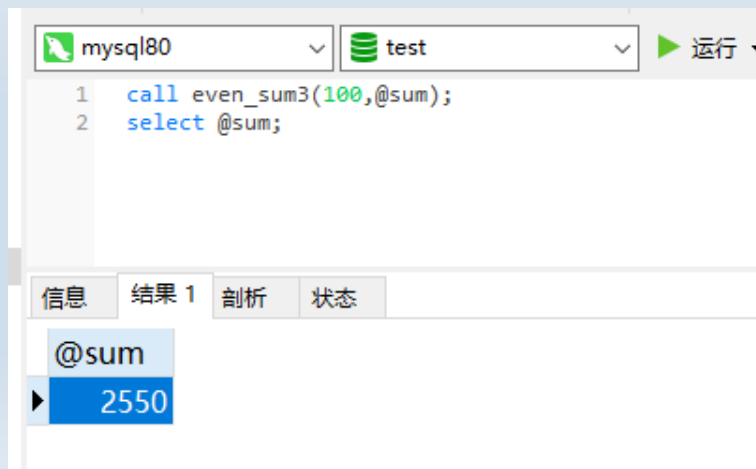 mysql80 test 运行
1 call even_sum3(100,@sum);
2 select @sum;
信息 结果 1 剖析 状态
@sum
2550